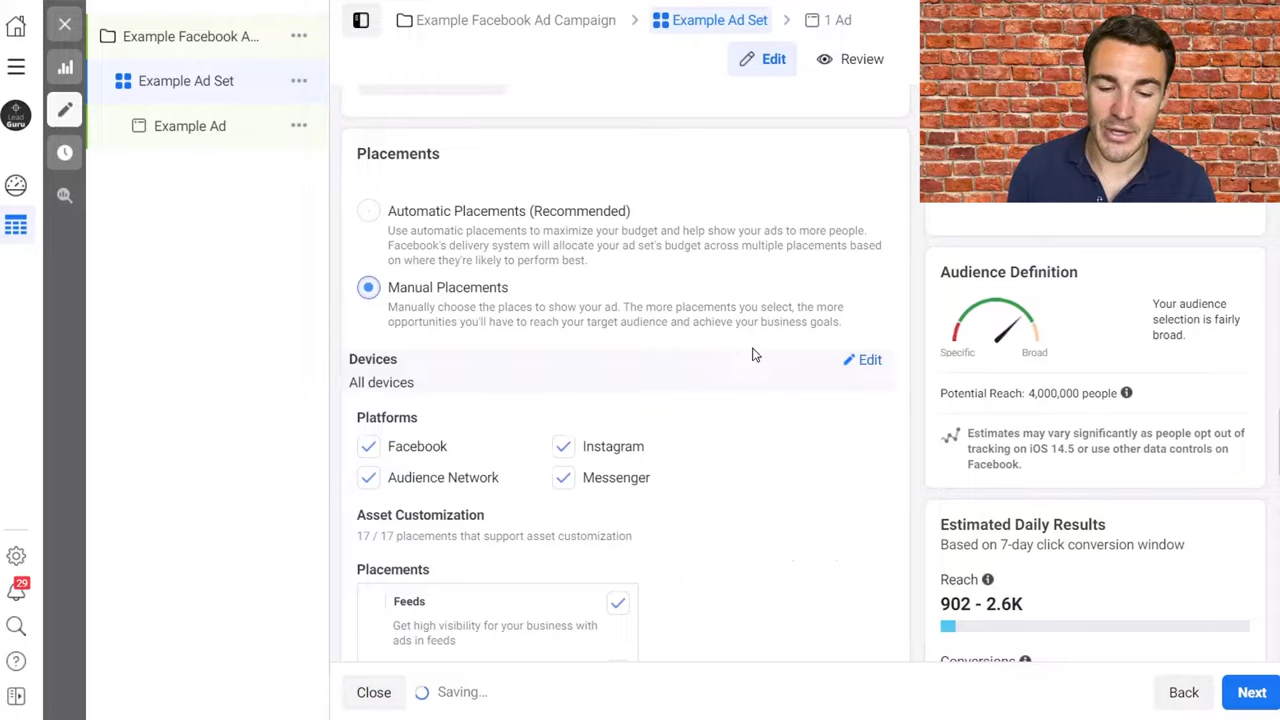 Example Facebook Ad Campaign > Example Ad Set > 1 Ad
Edit Review
Example Facebook A...
Example Ad Set
Example Ad
Lead
Guru
29
Placements
Automatic Placements (Recommended)
Use automatic placements to maximize your budget and help show your ads to more people.
Facebook's delivery system will allocate your ad set's budget across multiple placements based
on where they're likely to perform best.
Manual Placements
Manually choose the places to show your ad. The more placements you select, the more
opportunities you'll have to reach your target audience and achieve your business goals.
Devices Edit
All devices
Platforms
Facebook Instagram
Audience Network Messenger
Asset Customization
17 / 17 placements that support asset customization
Placements
Feeds
Get high visibility for your business with
ads in feeds
Audience Definition
Your audience
selection is fairly
broad.
Specific Broad
Potential Reach: 4,000,000 people
Estimates may vary significantly as people opt out of
tracking on iOS 14.5 or use other data controls on
Facebook.
Estimated Daily Results
Based on 7-day click conversion window
Reach
902 - 2.6K
Conversions
Close Saving... Back Next